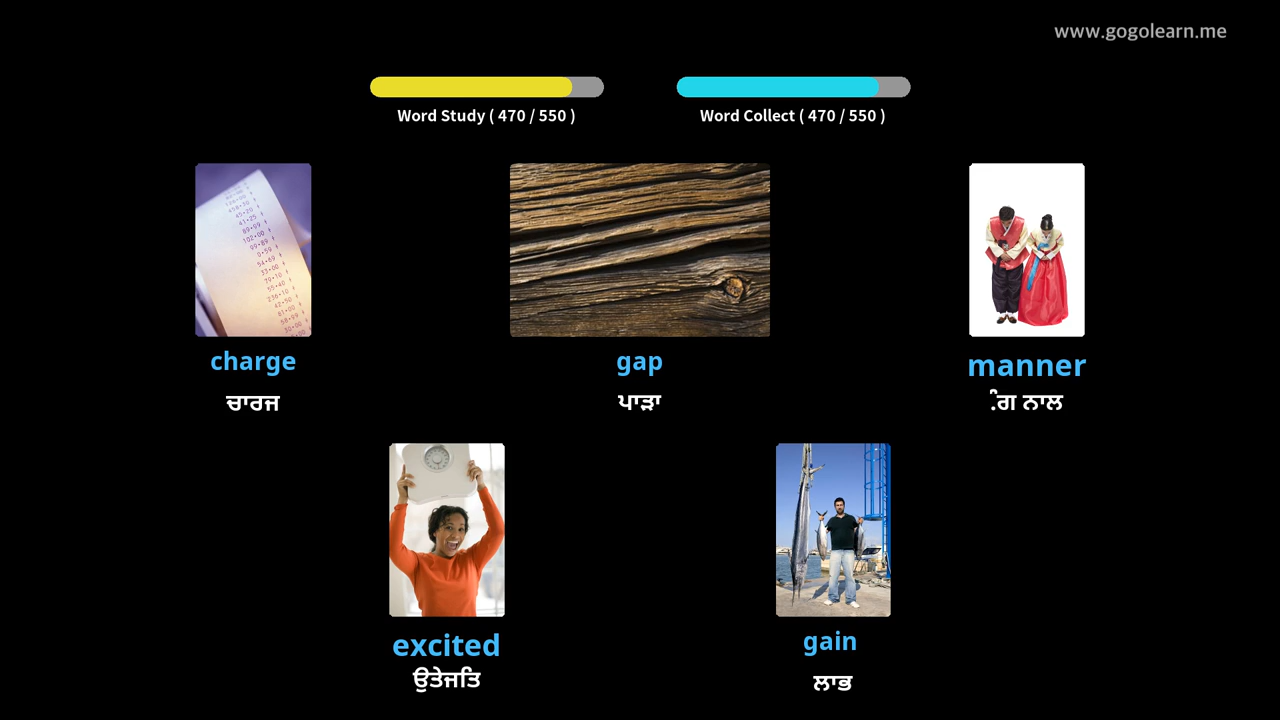 www.gogolearn.me
Word Study ( 470 / 550 )
Word Collect ( 470 / 550 )
charge
gap
manner
ਚਾਰਜ
ਪਾੜਾ
ੰਗ ਨਾਲ
excited
gain
ਉਤੇਜਤਿ
ਲਾਭ